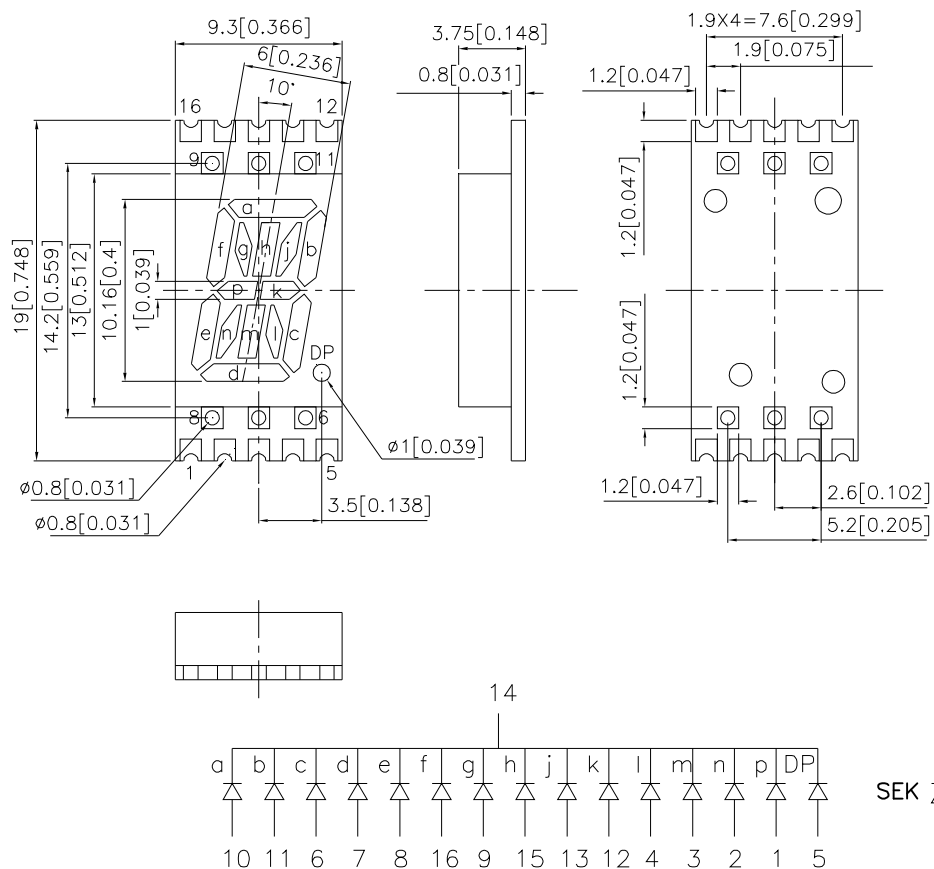 9.3[0.366]
6[0.236]
10°
16 12
9 11
a
f g h j b
p k
e n m l c
d
DP
8 6
1 5
19[0.748]
14.2[0.559]
13[0.512]
10.16[0.4]
1[0.039]
ø0.8[0.031]
ø0.8[0.031]
ø1[0.039]
3.5[0.138]
3.75[0.148]
0.8[0.031]
1.9X4=7.6[0.299]
1.9[0.075]
1.2[0.047]
1.2[0.047]
1.2[0.047]
1.2[0.047]
2.6[0.102]
5.2[0.205]
14
a b c d e f g h j k l m n p DP
10 11 6 7 8 16 9 15 13 12 4 3 2 1 5
SEK